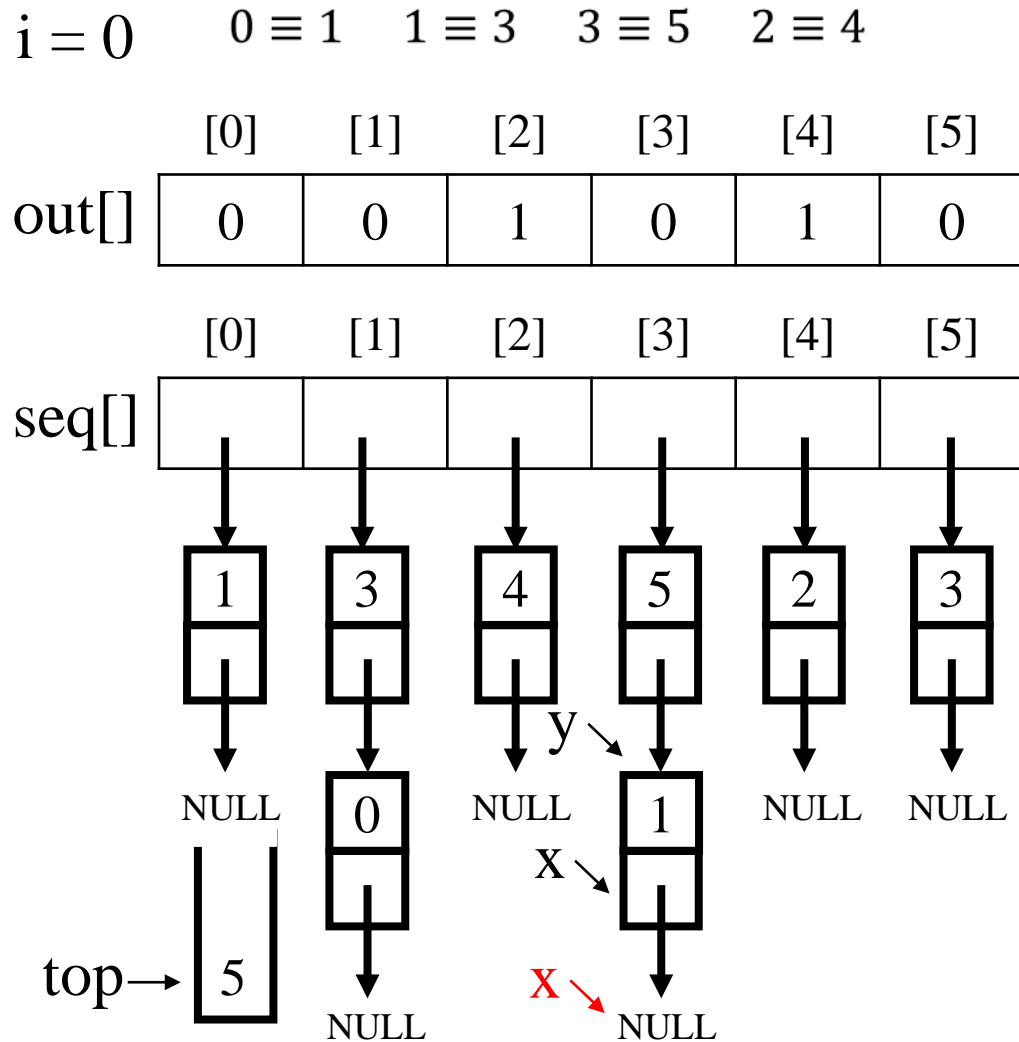 i = 0 0 ≡ 1 1 ≡ 3 3 ≡ 5 2 ≡ 4
[0] [1] [2] [3] [4] [5]
out[] 0 0 1 0 1 0
[0] [1] [2] [3] [4] [5]
seq[]
1 3 4 5 2 3
y
NULL 0 NULL 1 NULL NULL
x
top 5 x
NULL NULL